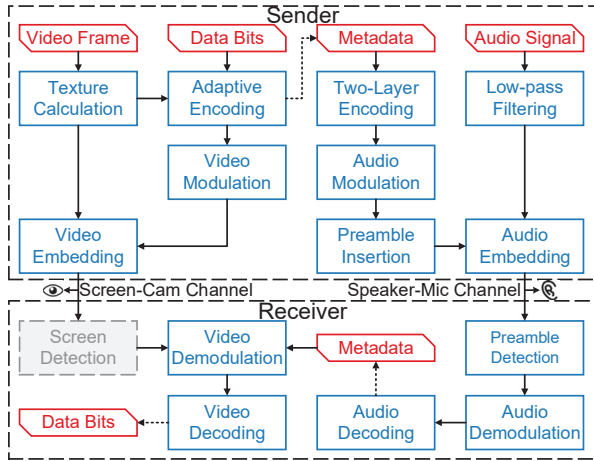 Sender
Video Frame
Data Bits
Metadata
Audio Signal
Texture
Calculation
Adaptive
Encoding
Two-Layer
Encoding
Low-pass
Filtering
Video
Modulation
Audio
Modulation
Video
Embedding
Preamble
Insertion
Audio
Embedding
Screen-Cam Channel
Speaker-Mic Channel
Receiver
Screen
Detection
Video
Demodulation
Metadata
Preamble
Detection
Data Bits
Video
Decoding
Audio
Decoding
Audio
Demodulation